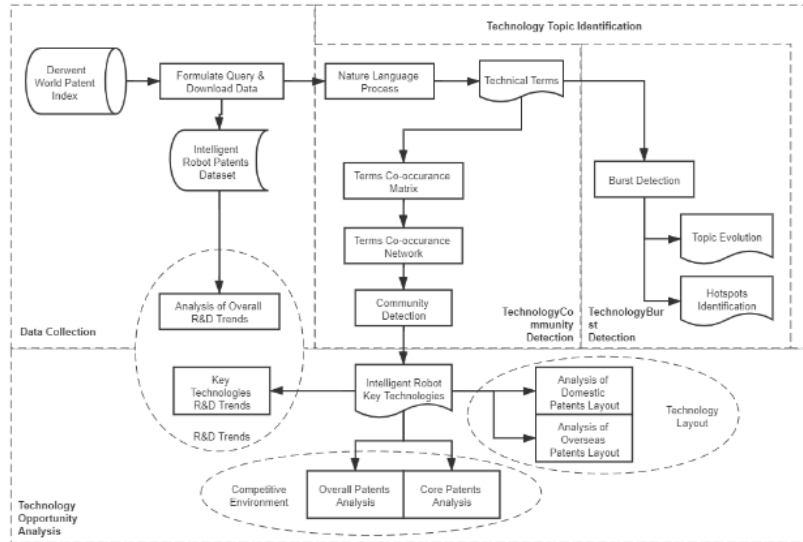 Technology Topic Identification
Derwent
World Patent
Index
Formulate Query &
Download Data
Nature Language
Process
Technical Terms
Intelligent
Robot Patents
Dataset
Terms Co-occurance
Matrix
Burst Detection
Terms Co-occurance
Network
Topic Evolution
Analysis of Overall
R&D Trends
Community
Detection
Hotspots
Identification
Data Collection
TechnologyCo
mmunity
Detection
TechnologyBur
st
Detection
Key
Technologies
R&D Trends
Intelligent Robot
Key Technologies
Analysis of
Domestic
Patents Layout
Analysis of
Overseas
Patents Layout
Technology
Layout
R&D Trends
Competitive
Environment
Overall Patents
Analysis
Core Patents
Analysis
Technology
Opportunity
Analysis